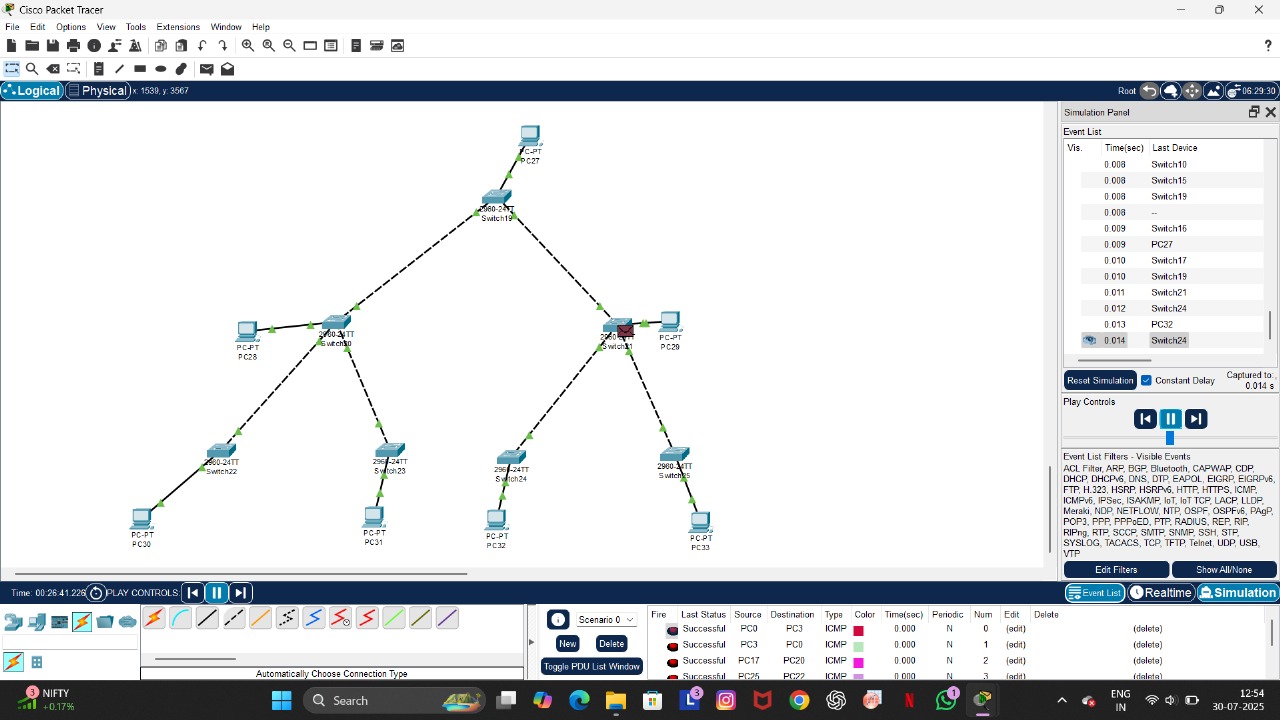 Cisco Packet Tracer
File Edit Options View Tools Extensions Window Help
?
Logical Physical x: 1539, y: 3567 Root 06:29:30
PC-PT
PC27
2960-24TT
Switch19
PC-PT
PC28
2960-24TT
Switch20
2960-24TT
Switch21
PC-PT
PC29
2960-24TT
Switch22
2960-24TT
Switch23
2960-24TT
Switch24
2960-24TT
Switch25
PC-PT
PC30
PC-PT
PC31
PC-PT
PC32
PC-PT
PC33
Simulation Panel
Event List
Vis. Time(sec) Last Device
0.008 Switch10
0.008 Switch15
0.008 Switch19
0.008 --
0.009 Switch16
0.009 PC27
0.010 Switch17
0.010 Switch19
0.011 Switch21
0.012 Switch24
0.013 PC32
0.014 Switch24
Reset Simulation Constant Delay Captured to:
0.014 s
Play Controls
Event List Filters - Visible Events
ACL Filter, ARP, BGP, Bluetooth, CAPWAP, CDP,
DHCP, DHCPv6, DNS, DTP, EAPOL, EIGRP, EIGRPv6,
FTP, H.323, HSRP, HSRPv6, HTTP, HTTPS, ICMP,
ICMPv6, IPSec, ISAKMP, IoT, IoT TCP, LACP, LLDP,
Meraki, NDP, NETFLOW, NTP, OSPF, OSPFv6, PAgP,
POP3, PPP, PPPoED, PTP, RADIUS, REP, RIP,
RIPng, RTP, SCCP, SMTP, SNMP, SSH, STP,
SYSLOG, TACACS, TCP, TFTP, Telnet, UDP, USB,
VTP
Edit Filters Show All/None
Time: 00:26:41.226 PLAY CONTROLS:
Event List Realtime Simulation
Automatically Choose Connection Type
Scenario 0
New Delete
Toggle PDU List Window
Fire Last Status Source Destination Type Color Time(sec) Periodic Num Edit Delete
Successful PC0 PC3 ICMP 0.000 N 0 (edit) (delete)
Successful PC3 PC0 ICMP 0.000 N 1 (edit) (delete)
Successful PC17 PC20 ICMP 0.000 N 2 (edit) (delete)
Successful PC25 PC22 ICMP 0.000 N 3 (edit) (delete)
3
NIFTY
+0.17%
Search
3
1
ENG
IN
12:54
30-07-2025